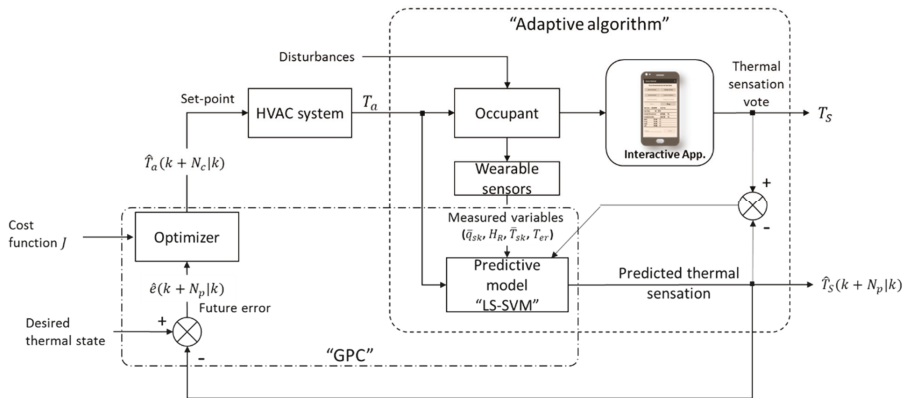 “Adaptive algorithm”
Disturbances
Thermal
sensation
vote
Set-point
HVAC system
T_a
Occupant
Interactive App.
T_S
T̂_a(k + N_c|k)
Wearable
sensors
+
-
Cost
function J
Optimizer
Measured variables
(q̄_sk, H_R, T̄_sk, T_er)
Predictive
model
“LS-SVM”
Predicted thermal
sensation
T̂_S(k + N_p|k)
ê(k + N_p|k)
Future error
Desired
thermal state
+
-
“GPC”